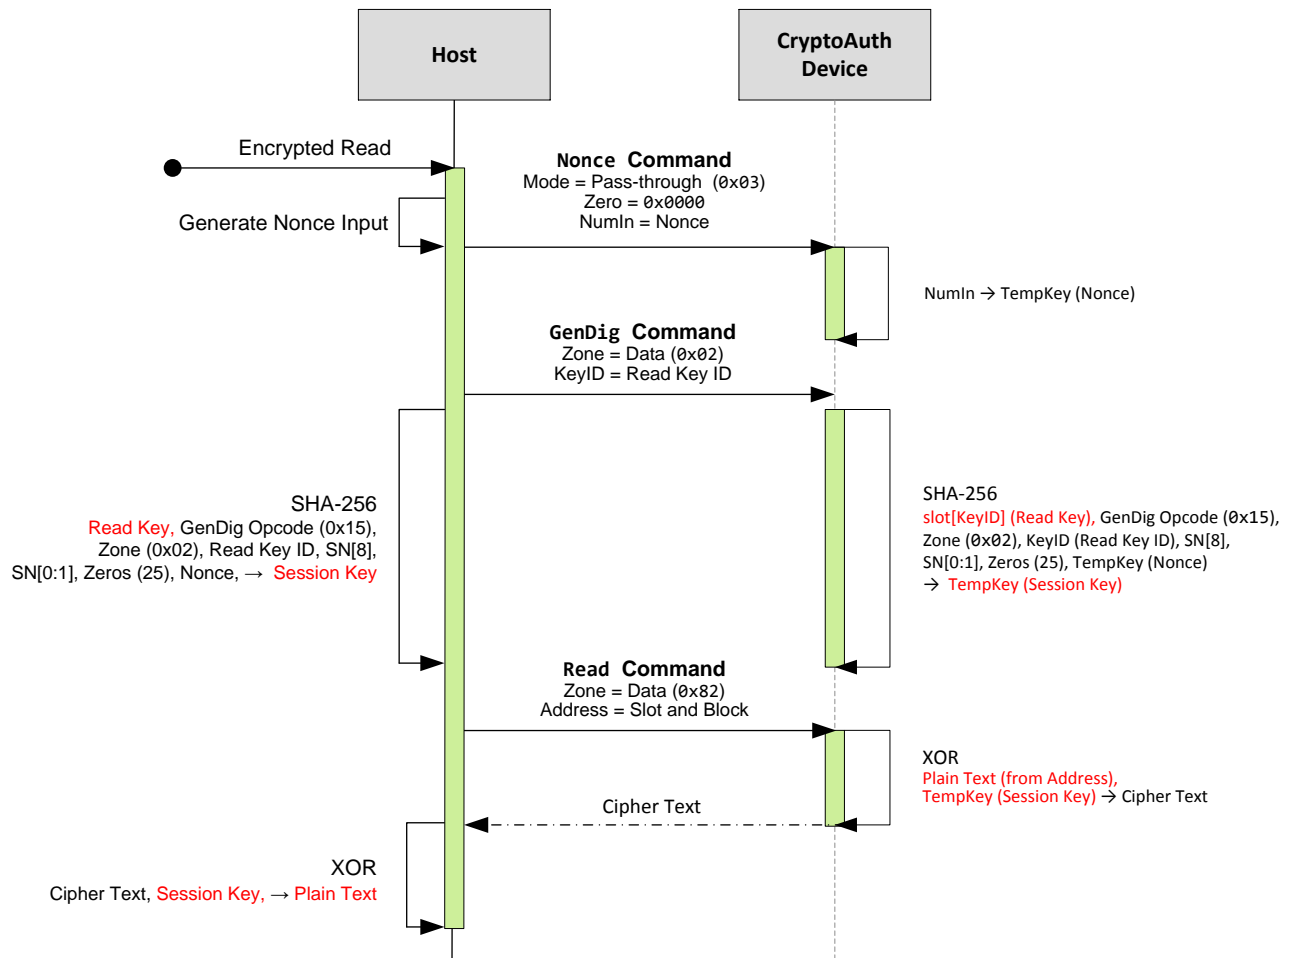 Host
CryptoAuth
Device
Encrypted Read
Nonce Command
Mode = Pass-through (0x03)
Zero = 0x0000
NumIn = Nonce
Generate Nonce Input
NumIn → TempKey (Nonce)
GenDig Command
Zone = Data (0x02)
KeyID = Read Key ID
SHA-256
Read Key, GenDig Opcode (0x15),
Zone (0x02), Read Key ID, SN[8],
SN[0:1], Zeros (25), Nonce, → Session Key
SHA-256
slot[KeyID] (Read Key), GenDig Opcode (0x15),
Zone (0x02), KeyID (Read Key ID), SN[8],
SN[0:1], Zeros (25), TempKey (Nonce)
→ TempKey (Session Key)
Read Command
Zone = Data (0x82)
Address = Slot and Block
XOR
Plain Text (from Address),
TempKey (Session Key) → Cipher Text
Cipher Text
XOR
Cipher Text, Session Key, → Plain Text